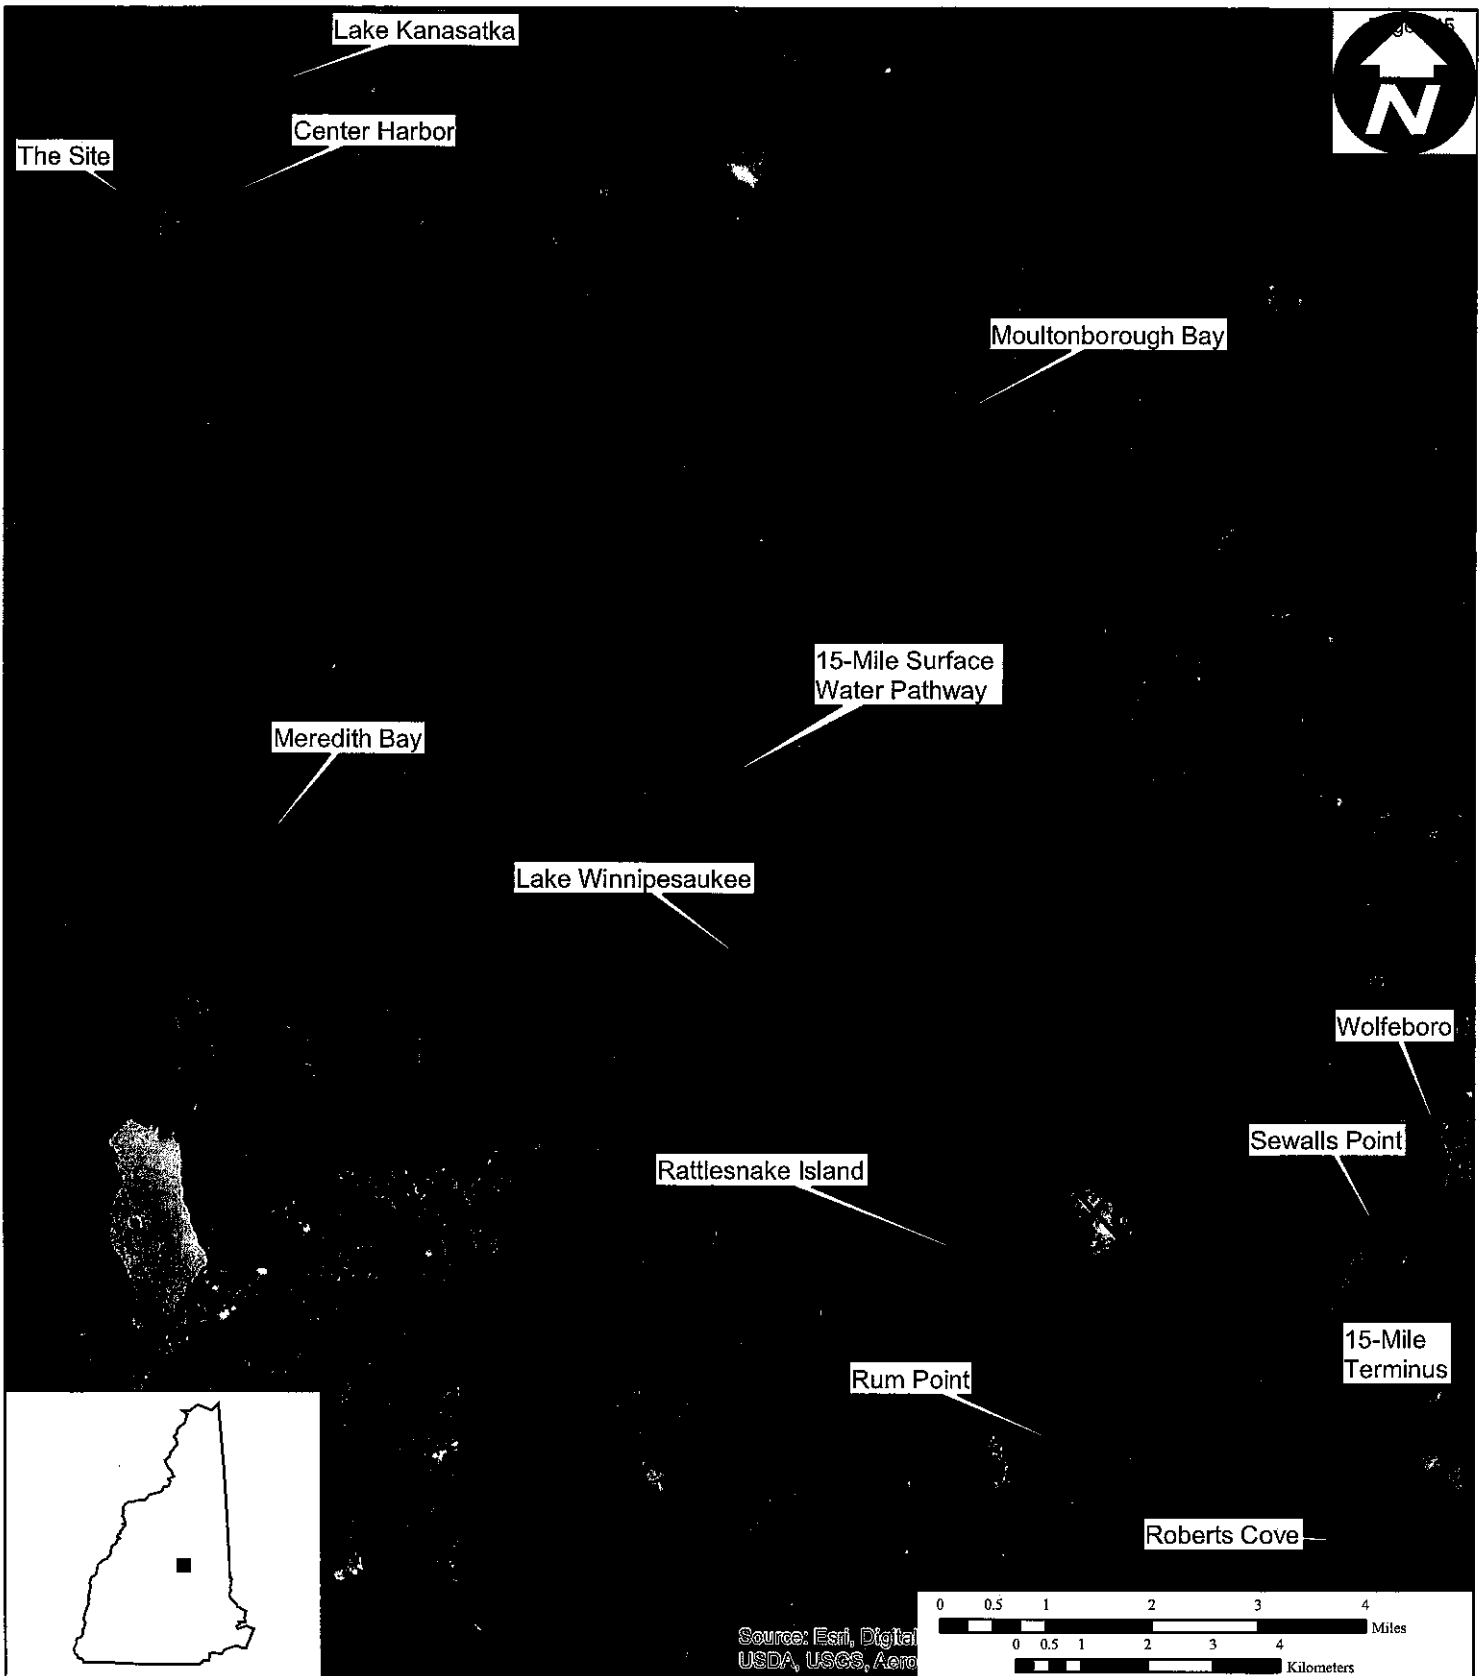 Lake Kanasatka
N
Center Harbor
The Site
Moultonborough Bay
15-Mile Surface
Water Pathway
Meredith Bay
Lake Winnipesaukee
Wolfeboro
Sewalls Point
Rattlesnake Island
15-Mile
Terminus
Rum Point
Roberts Cove
0 0.5 1 2 3 4
Miles
0 0.5 1 2 3 4
Kilometers
Source: Esri, Digital
USDA, USGS, Aero